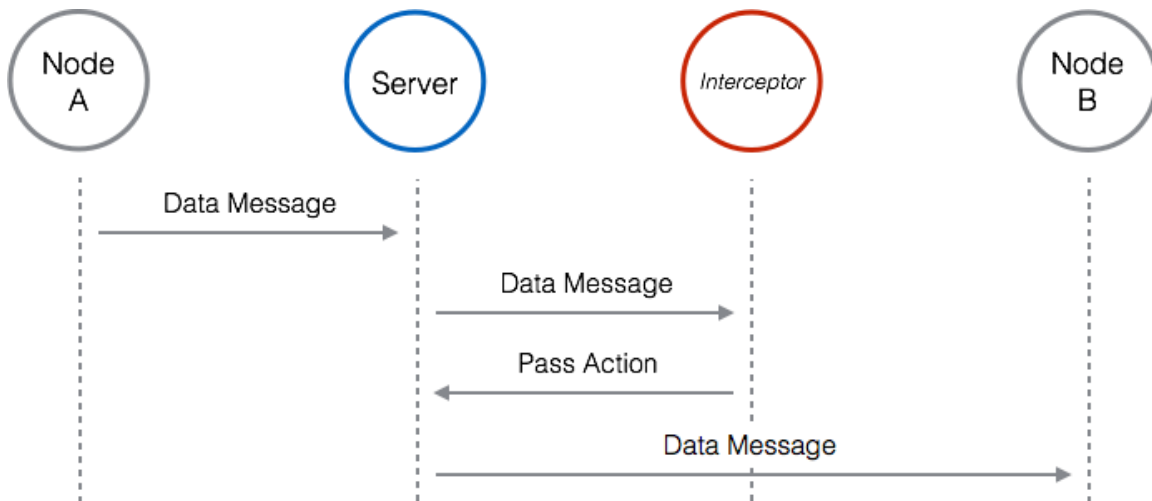 Node
A
Server
Interceptor
Node
B
Data Message
Data Message
Pass Action
Data Message